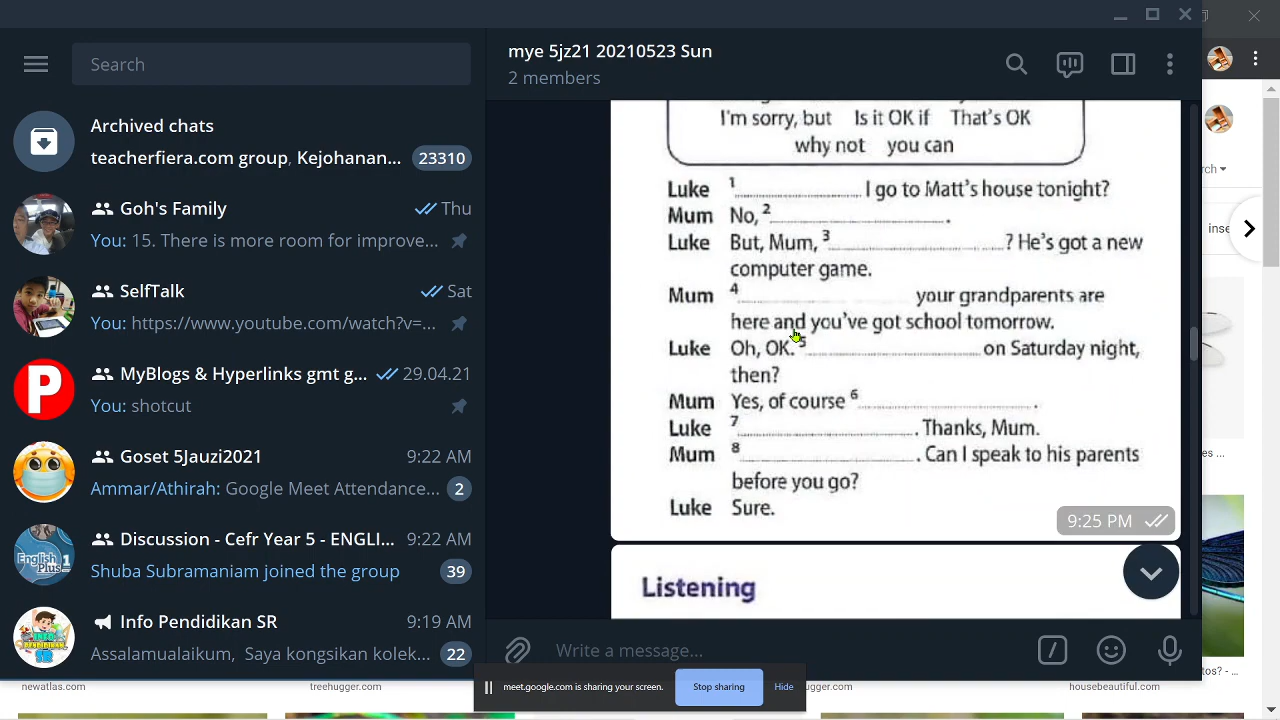 Search
Archived chats
teacherfiera.com group, Kejohanan...
23310
Goh's Family
Thu
You: 15. There is more room for improve...
SelfTalk
Sat
You: https://www.youtube.com/watch?v=...
MyBlogs & Hyperlinks gmt g...
29.04.21
You: shotcut
Goset 5Jauzi2021
9:22 AM
Ammar/Athirah: Google Meet Attendance...
2
Discussion - Cefr Year 5 - ENGLI...
9:22 AM
Shuba Subramaniam joined the group
39
English Plus 1
Info Pendidikan SR
9:19 AM
Assalamualaikum, Saya kongsikan kolek...
22
mye 5jz21 20210523 Sun
2 members
I'm sorry, but Is it OK if That's OK
why not you can
Luke 1 I go to Matt's house tonight?
Mum No, 2 .
Luke But, Mum, 3 ? He's got a new
computer game.
Mum 4 your grandparents are
here and you've got school tomorrow.
Luke Oh, OK. 5 on Saturday night,
then?
Mum Yes, of course 6 .
Luke 7 . Thanks, Mum.
Mum 8 . Can I speak to his parents
before you go?
Luke Sure.
9:25 PM
Listening
Write a message...
meet.google.com is sharing your screen.
Stop sharing
Hide
newatlas.com
treehugger.com
housebeautiful.com